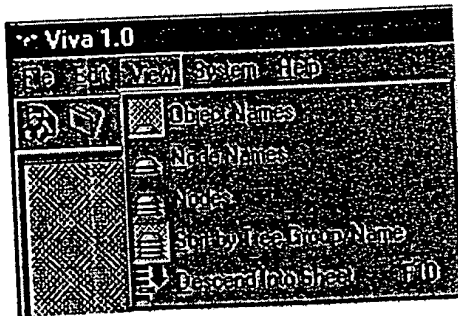 Viva 1.0
File Edit View System Help
Object Names
Node Names
Nodes
Sort by Tree Group Name
Descend Into Sheet F10